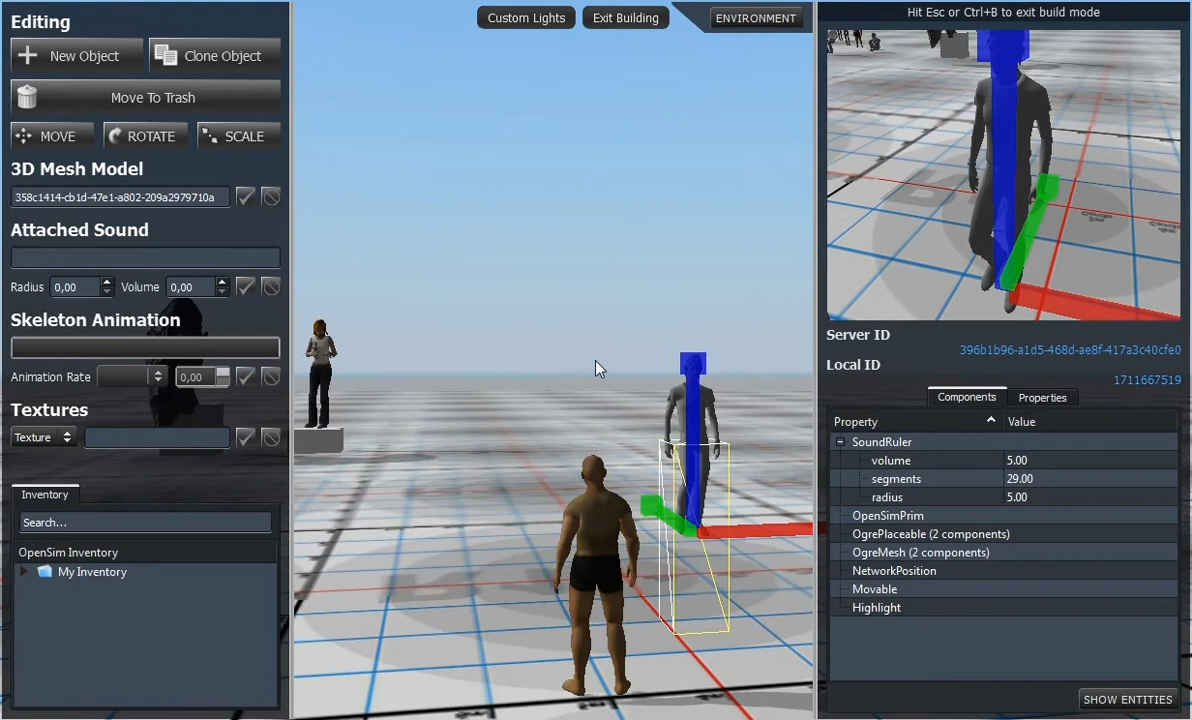 Editing
New Object
Clone Object
Move To Trash
MOVE
ROTATE
SCALE
3D Mesh Model
358c1414-cb1d-47e1-a802-209a2979710a
Attached Sound
Radius 0,00 Volume 0,00
Skeleton Animation
Animation Rate 0,00
Textures
Texture
Inventory
Search...
OpenSim Inventory
My Inventory
Custom Lights
Exit Building
ENVIRONMENT
Hit Esc or Ctrl+B to exit build mode
Server ID
396b1b96-a1d5-468d-ae8f-417a3c40cfe0
Local ID
1711667519
Components Properties
Property Value
SoundRuler
volume 5.00
segments 29.00
radius 5.00
OpenSimPrim
OgrePlaceable (2 components)
OgreMesh (2 components)
NetworkPosition
Movable
Highlight
SHOW ENTITIES